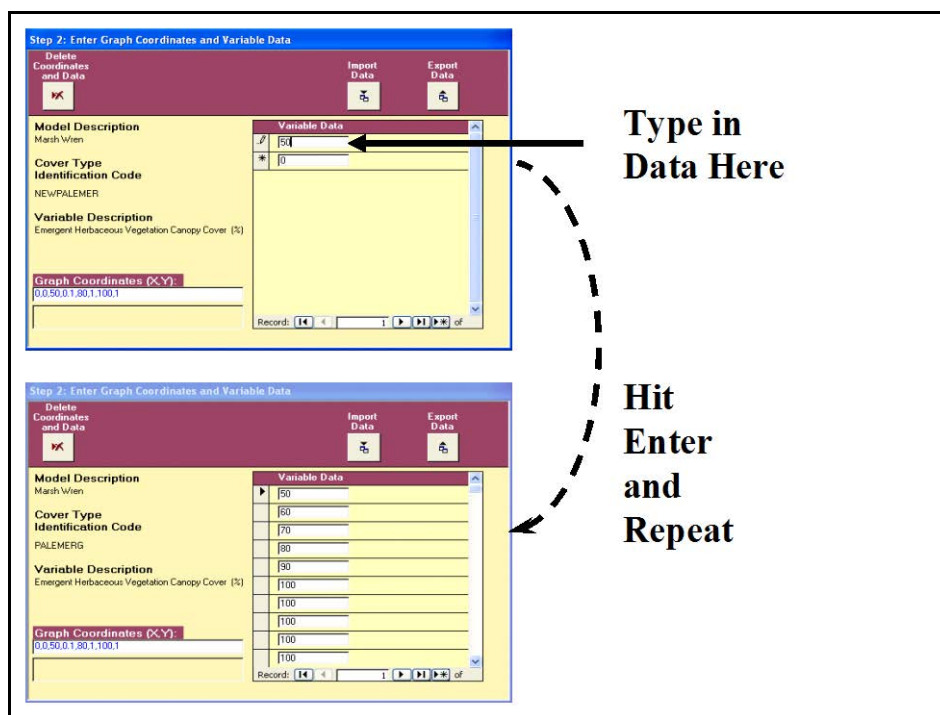 Step 2: Enter Graph Coordinates and Variable Data
Delete
Coordinates
and Data
Import
Data
Export
Data
Model Description
Marsh Wren
Cover Type
Identification Code
NEWPALEMER
Variable Description
Emergent Herbaceous Vegetation Canopy Cover (%)
Graph Coordinates (X,Y):
0,0,50,0.1,80,1,100,1
Variable Data
50
0
Record: 1 of
Type in
Data Here
Hit
Enter
and
Repeat
Step 2: Enter Graph Coordinates and Variable Data
Delete
Coordinates
and Data
Import
Data
Export
Data
Model Description
Marsh Wren
Cover Type
Identification Code
PALEMERG
Variable Description
Emergent Herbaceous Vegetation Canopy Cover (%)
Graph Coordinates (X,Y):
0,0,50,0.1,80,1,100,1
Variable Data
50
60
70
80
90
100
100
100
100
100
Record: 1 of